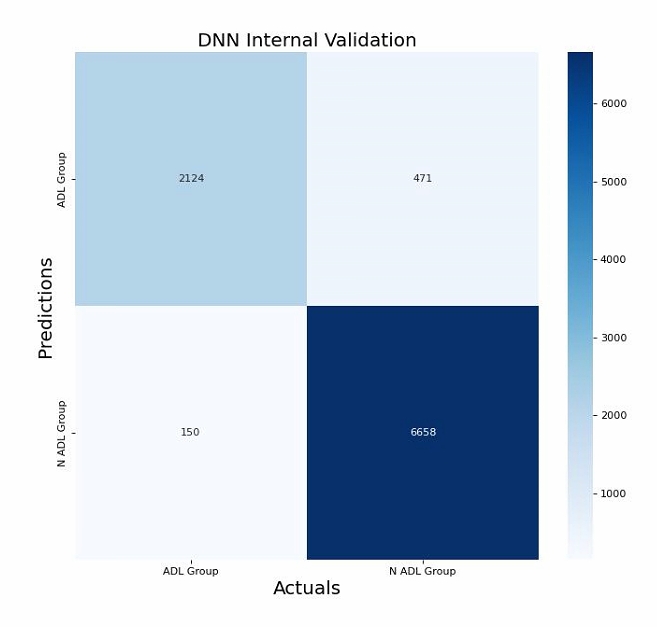 DNN Internal Validation
ADL Group
2124
471
N ADL Group
150
6658
Predictions
ADL Group
N ADL Group
Actuals
6000
5000
4000
3000
2000
1000